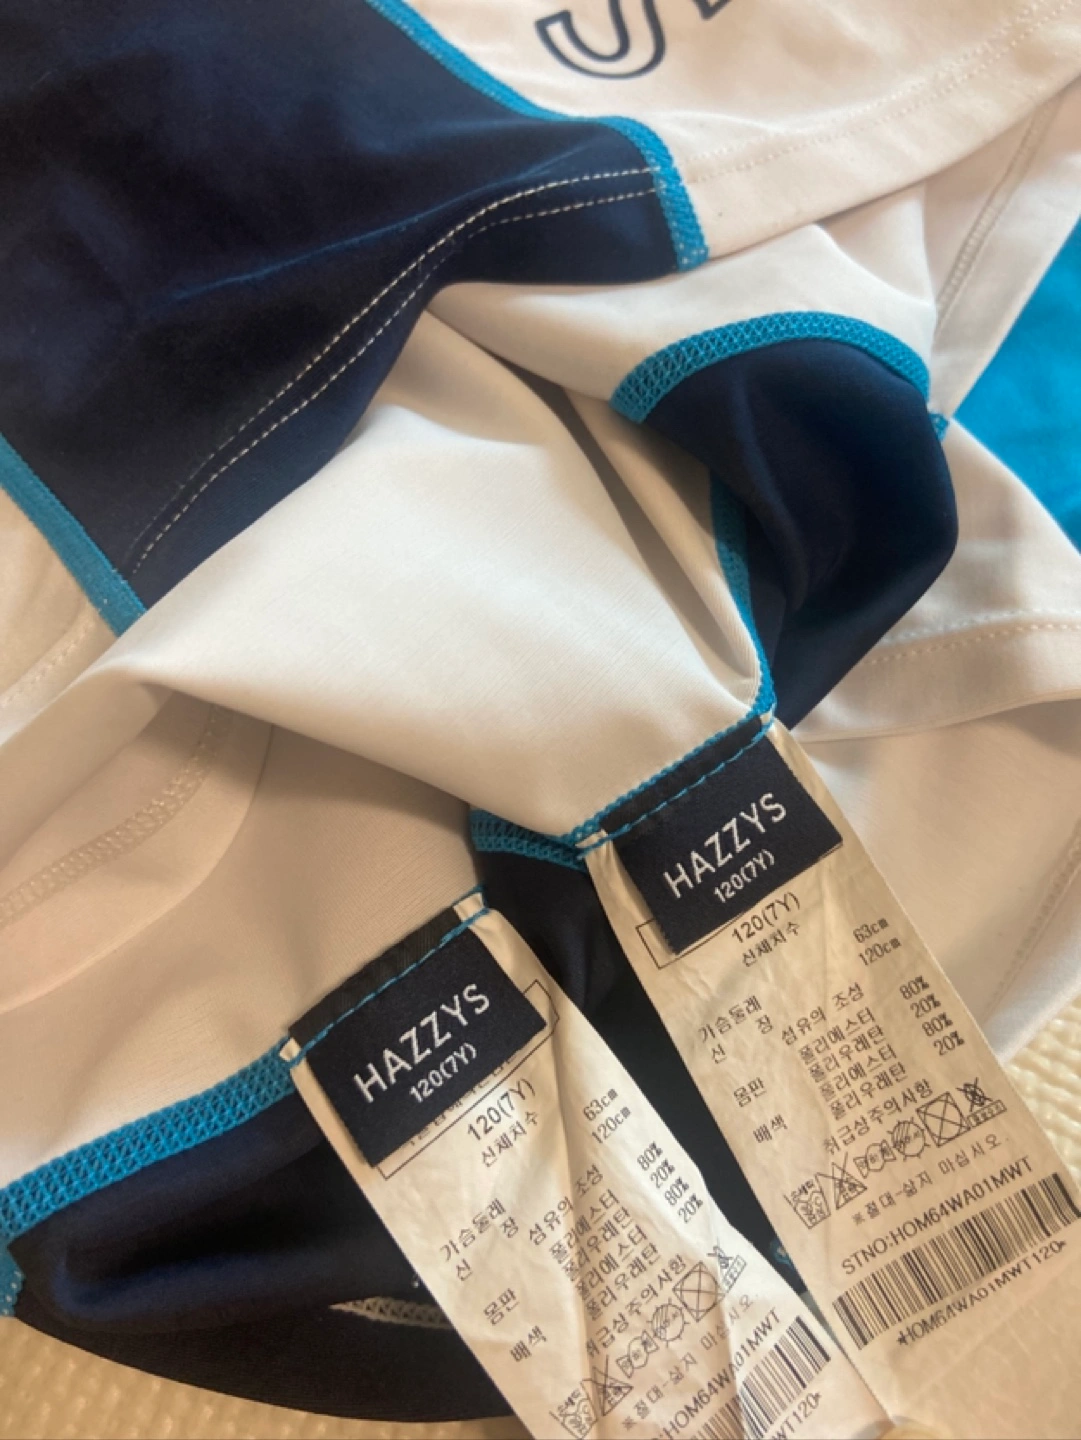 HAZZYS
120(7Y)
120(7Y)
신체치수
가슴둘레 63cm
신 장 120cm
섬유의 조성
몸판 폴리에스터 80%
폴리우레탄 20%
배색 폴리에스터 80%
폴리우레탄 20%
취급상주의사항
※절대-삶지 마십시오.
STNO:HOM64WA01MWT
*HOM64WA01MWT120*
HAZZYS
120(7Y)
120(7Y)
신체치수
가슴둘레 63cm
신 장 120cm
섬유의 조성
몸판 폴리에스터 80%
폴리우레탄 20%
배색 폴리에스터 80%
폴리우레탄 20%
취급상주의사항
※절대-삶지 마십시오.
HOM64WA01MWT
WT120*